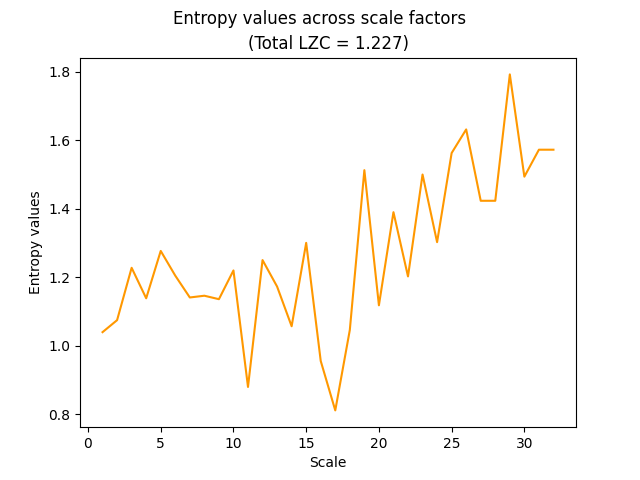 Entropy values across scale factors
(Total LZC = 1.227)
1.8
1.6
1.4
1.2
1.0
0.8
Entropy values
0 5 10 15 20 25 30
Scale